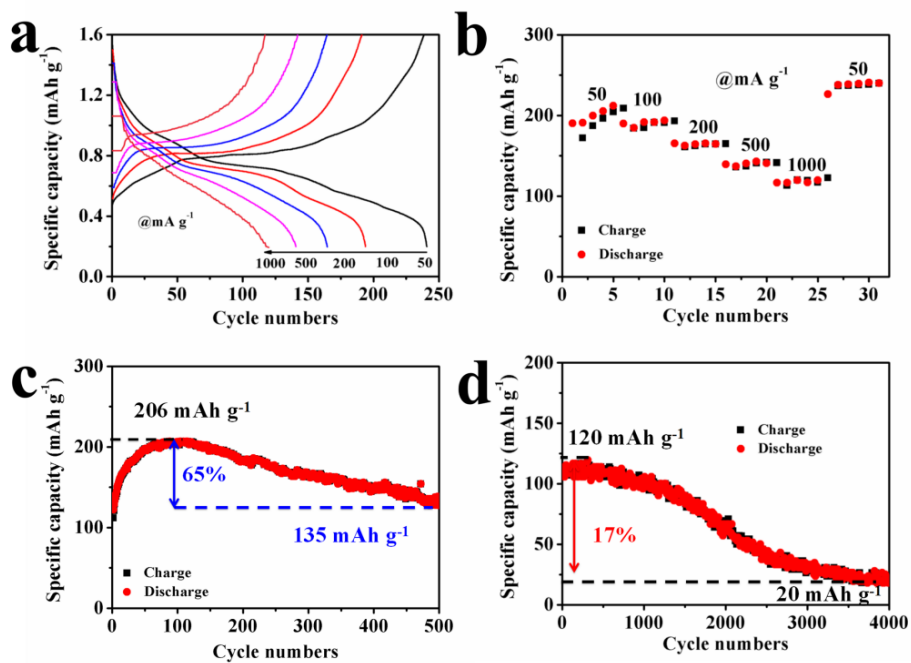 a
Specific capacity (mAh g-1)
1.6
1.2
0.8
0.4
0.0
@mA g-1
1000 500 200 100 50
0 50 100 150 200 250
Cycle numbers
b
Specific capacity (mAh g-1)
300
200
100
0
@mA g-1
50
100
200
500
1000
50
Charge
Discharge
0 5 10 15 20 25 30
Cycle numbers
c
Specific capacity (mAh g-1)
300
200
100
0
206 mAh g-1
65%
135 mAh g-1
Charge
Discharge
0 100 200 300 400 500
Cycle numbers
d
Specific capacity (mAh g-1)
200
150
100
50
0
120 mAh g-1
Charge
Discharge
17%
20 mAh g-1
0 1000 2000 3000 4000
Cycle numbers